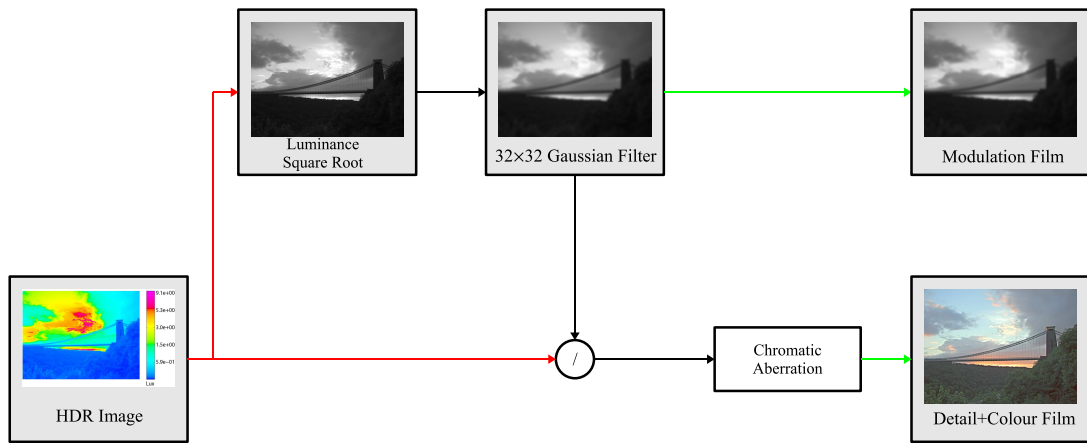 Luminance
Square Root
32×32 Gaussian Filter
Modulation Film
9.1e+00
5.3e+00
3.0e+00
1.5e+00
5.9e−01
Lum
HDR Image
/
Chromatic
Aberration
Detail+Colour Film